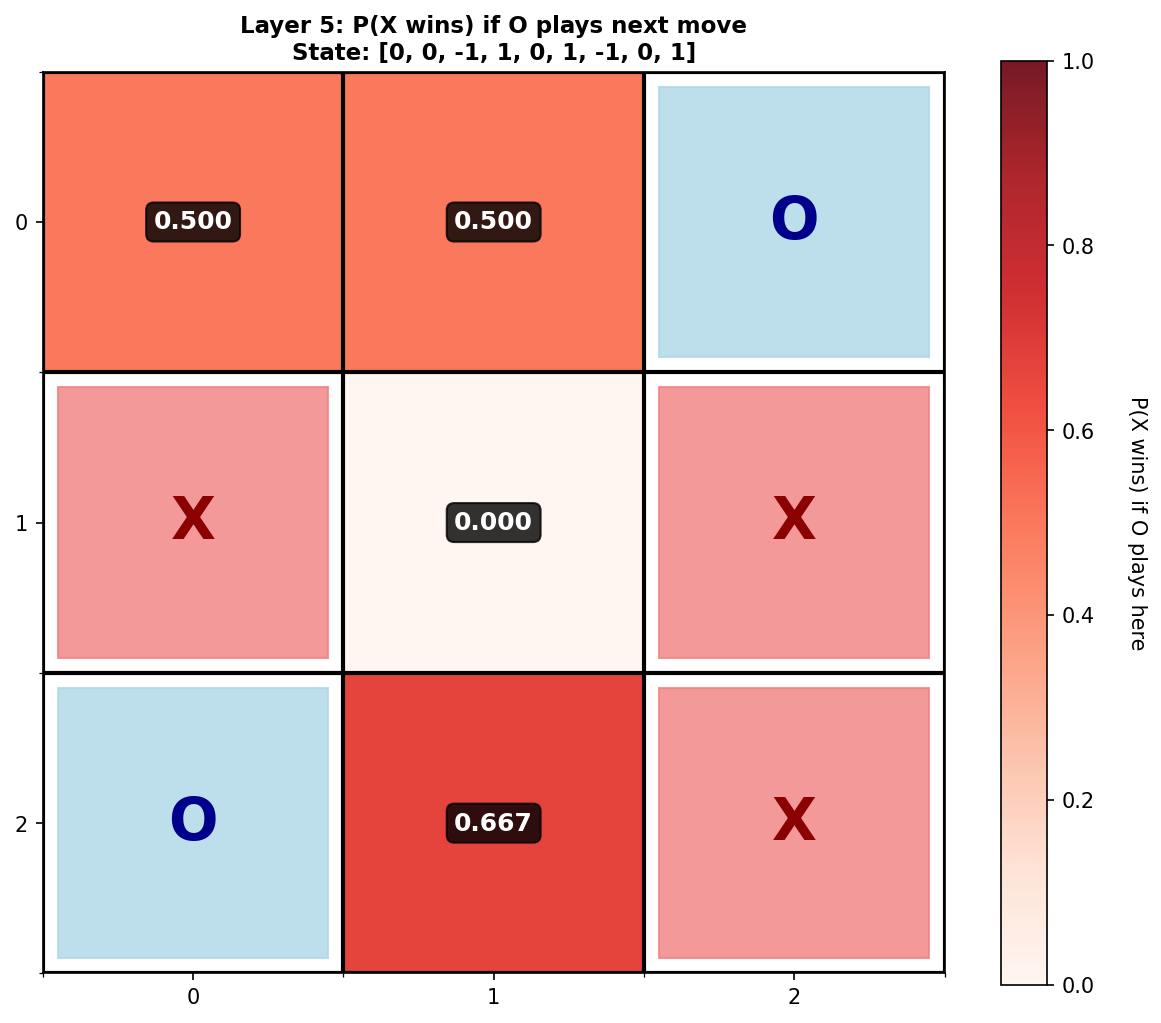 Layer 5: P(X wins) if O plays next move
State: [0, 0, -1, 1, 0, 1, -1, 0, 1]
0
0.500
0.500
O
1
X
0.000
X
2
O
0.667
X
0
1
2
1.0
0.8
0.6
0.4
0.2
0.0
P(X wins) if O plays here